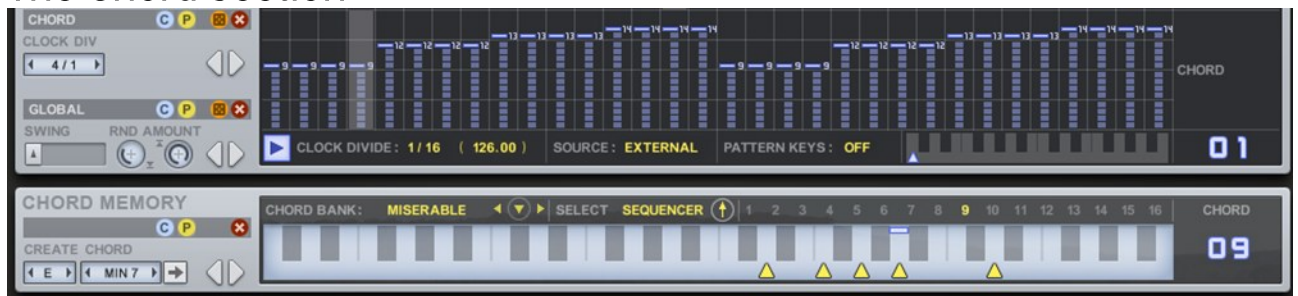 The chord section
CHORD C P
CLOCK DIV
4/1
GLOBAL C P
SWING RND AMOUNT
9 9 9 9 12 12 12 12 13 13 13 13 14 14 14 14 9 9 9 9 12 12 12 12 13 13 13 13 14 14 14 14
CHORD
CLOCK DIVIDE: 1/16 ( 126.00 ) SOURCE: EXTERNAL PATTERN KEYS: OFF
01
CHORD MEMORY
C P
CREATE CHORD
E MIN 7
CHORD BANK: MISERABLE SELECT SEQUENCER 1 2 3 4 5 6 7 8 9 10 11 12 13 14 15 16
CHORD
09